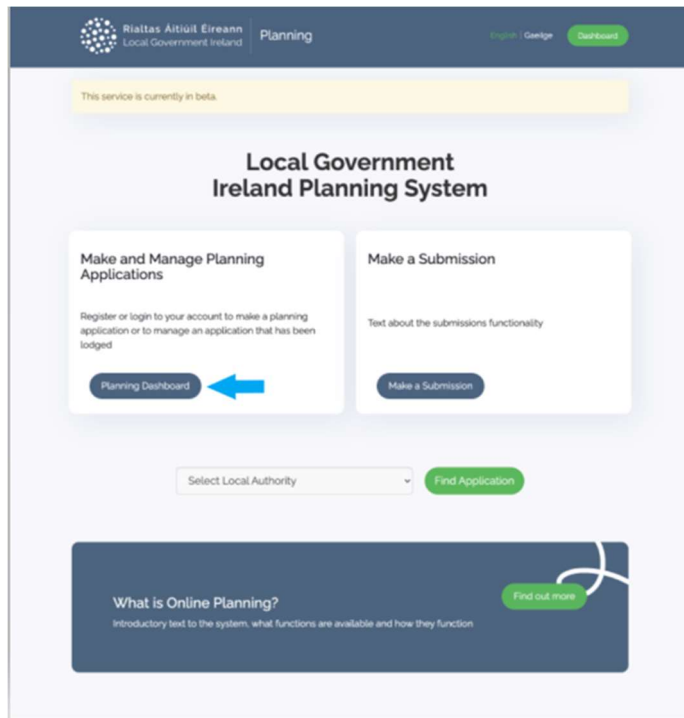 Rialtas Áitiúil Éireann
Local Government Ireland
Planning
English | Gaeilge
Dashboard
This service is currently in beta.
Local Government
Ireland Planning System
Make and Manage Planning
Applications
Register or login to your account to make a planning
application or to manage an application that has been
lodged
Planning Dashboard
Make a Submission
Text about the submissions functionality
Make a Submission
Select Local Authority
Find Application
What is Online Planning?
Introductory text to the system, what functions are available and how they function
Find out more